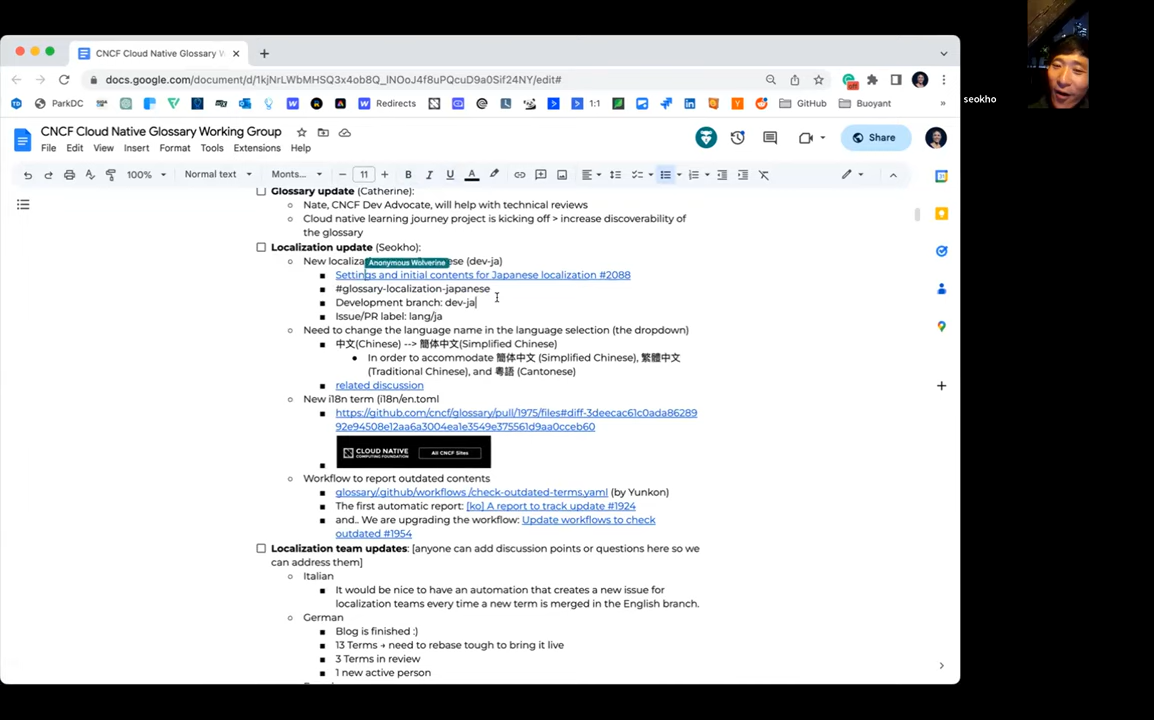 CNCF Cloud Native Glossary W
docs.google.com/document/d/1kjNrLWbMHSQ3x4ob8Q_lNOoJ4f8uPQcuD9a0Sif24NY/edit#
ParkDC
Redirects
1:1
GitHub
Buoyant
»
seokho
CNCF Cloud Native Glossary Working Group
Share
File Edit View Insert Format Tools Extensions Help
100% Normal text Monts... 11
Glossary update (Catherine):
Nate, CNCF Dev Advocate, will help with technical reviews
Cloud native learning journey project is kicking off > increase discoverability of
the glossary
Localization update (Seokho):
New localiza ese (dev-ja)
Anonymous Wolverine
Settings and initial contents for Japanese localization #2088
#glossary-localization-japanese
Development branch: dev-ja
Issue/PR label: lang/ja
Need to change the language name in the language selection (the dropdown)
中文(Chinese) --> 簡体中文(Simplified Chinese)
In order to accommodate 簡体中文 (Simplified Chinese), 繁體中文
(Traditional Chinese), and 粵語 (Cantonese)
related discussion
New i18n term (i18n/en.toml
https://github.com/cncf/glossary/pull/1975/files#diff-3deecac61c0ada86289
92e94508e12aa6a3004ea1e3549e375561d9aa0cceb60
CLOUD NATIVE
COMPUTING FOUNDATION
All CNCF Sites
Workflow to report outdated contents
glossary/.github/workflows /check-outdated-terms.yaml (by Yunkon)
The first automatic report: [ko] A report to track update #1924
and.. We are upgrading the workflow: Update workflows to check
outdated #1954
Localization team updates: [anyone can add discussion points or questions here so we
can address them]
Italian
It would be nice to have an automation that creates a new issue for
localization teams every time a new term is merged in the English branch.
German
Blog is finished :)
13 Terms → need to rebase tough to bring it live
3 Terms in review
1 new active person